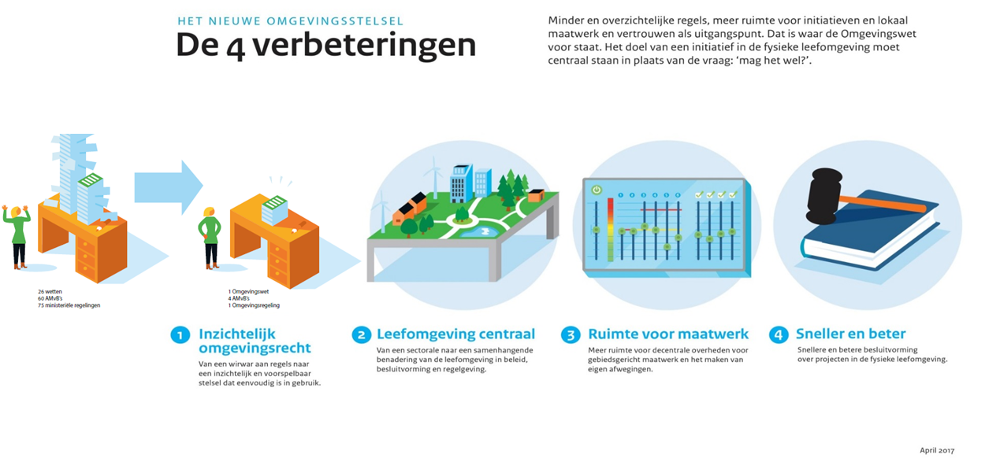 HET NIEUWE OMGEVINGSSTELSEL
De 4 verbeteringen
Minder en overzichtelijke regels, meer ruimte voor initiatieven en lokaal
maatwerk en vertrouwen als uitgangspunt. Dat is waar de Omgevingswet
voor staat. Het doel van een initiatief in de fysieke leefomgeving moet
centraal staan in plaats van de vraag: ‘mag het wel?’.
26 wetten
60 AMvB's
75 ministeriële regelingen
1 Omgevingswet
4 AMvB's
1 Omgevingsregeling
1 Inzichtelijk
omgevingsrecht
Van een wirwar aan regels naar
een inzichtelijk en voorspelbaar
stelsel dat eenvoudig is in gebruik.
2 Leefomgeving centraal
Van een sectorale naar een samenhangende
benadering van de leefomgeving in beleid,
besluitvorming en regelgeving.
3 Ruimte voor maatwerk
Meer ruimte voor decentrale overheden voor
gebiedsgericht maatwerk en het maken van
eigen afwegingen.
4 Sneller en beter
Snellere en betere besluitvorming
over projecten in de fysieke leefomgeving.
April 2017